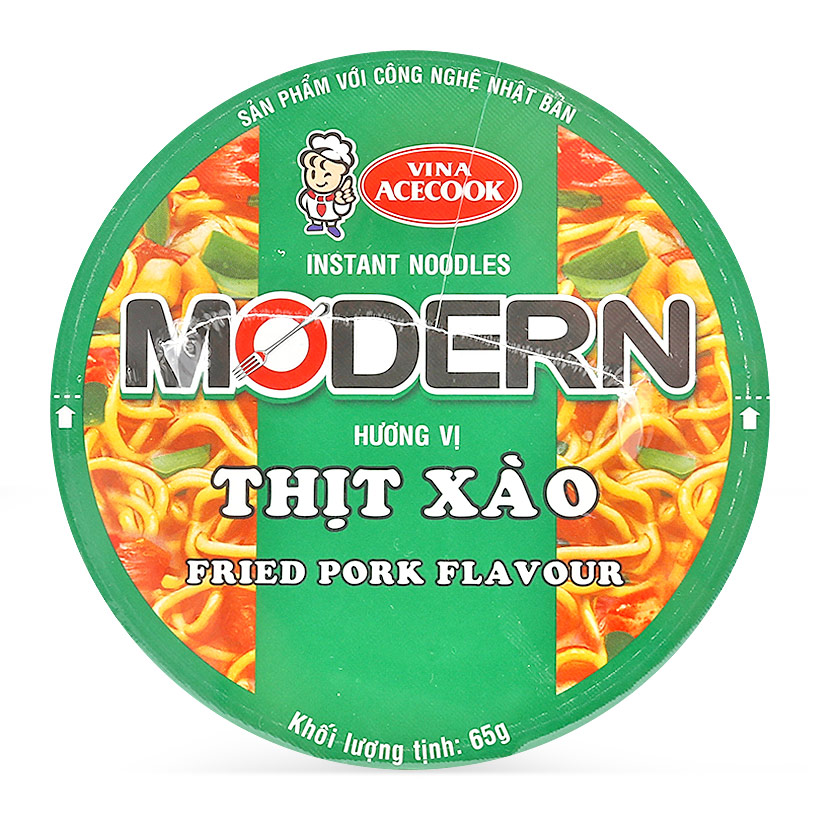 SẢN PHẨM VỚI CÔNG NGHỆ NHẬT BẢN
VINA
ACECOOK
INSTANT NOODLES
MODERN
HƯƠNG VỊ
THỊT XÀO
FRIED PORK FLAVOUR
Khối lượng tịnh: 65g